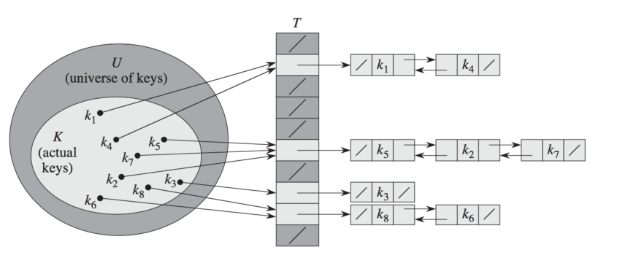 T
U
(universe of keys)
k1 k4
k1
K
(actual
keys)
k4 k5
k7
k5 k2 k7
k2 k3
k8
k6
k3
k8 k6